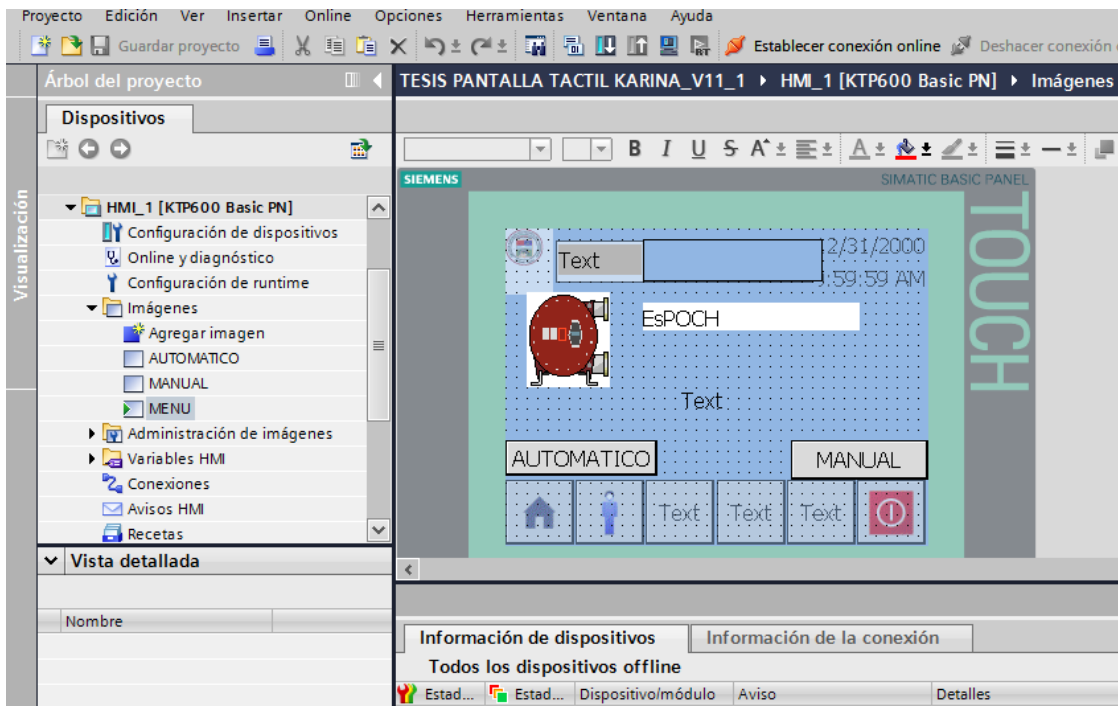 Proyecto Edición Ver Insertar Online Opciones Herramientas Ventana Ayuda
Guardar proyecto Establecer conexión online Deshacer conexión
Árbol del proyecto
TESIS PANTALLA TACTIL KARINA_V11_1 HMI_1 [KTP600 Basic PN] Imágenes
Dispositivos
B I U S A A
Visualización
HMI_1 [KTP600 Basic PN]
Configuración de dispositivos
Online y diagnóstico
Configuración de runtime
Imágenes
Agregar imagen
AUTOMATICO
MANUAL
MENU
Administración de imágenes
Variables HMI
Conexiones
Avisos HMI
Recetas
SIEMENS
SIMATIC BASIC PANEL
TOUCH
Text
2/31/2000
:59:59 AM
EsPOCH
Text
AUTOMATICO
MANUAL
Text
Text
Text
Vista detallada
Nombre
Información de dispositivos
Información de la conexión
Todos los dispositivos offline
Estad... Estad... Dispositivo/módulo Aviso Detalles